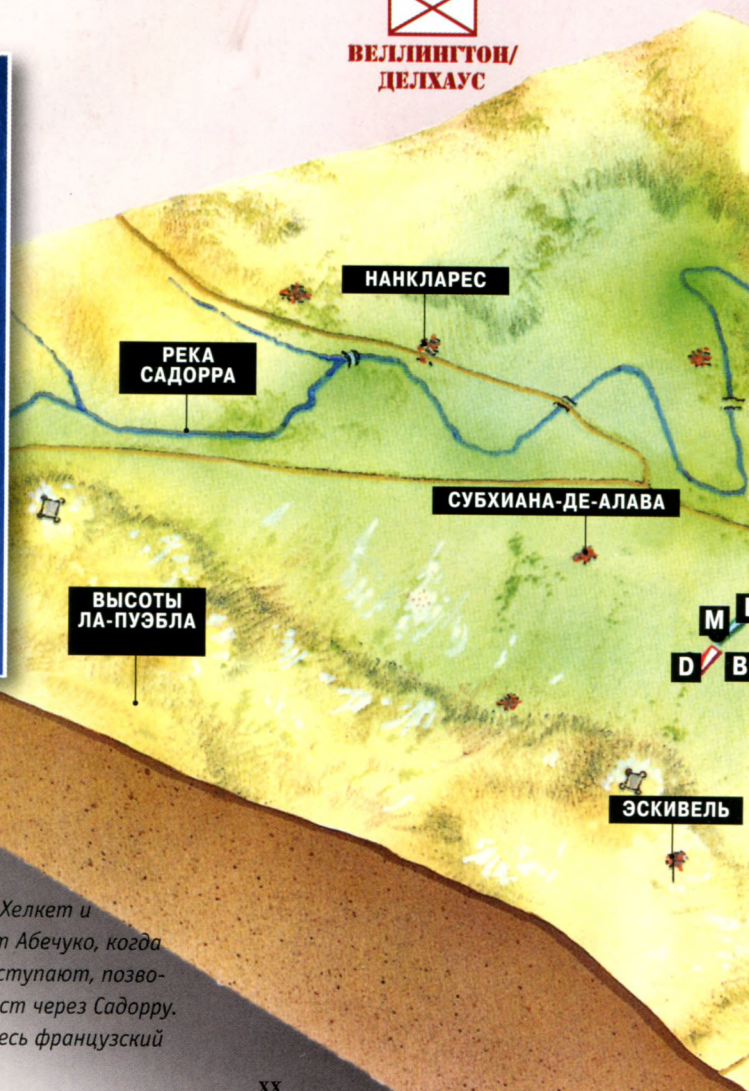 ВЕЛЛИНГТОН/
ДЕЛХАУС
НАНКЛАРЕС
РЕКА
САДОРРА
СУБХИАНА-ДЕ-АЛАВА
ВЫСОТЫ
ЛА-ПУЭБЛА
M
D
B
ЭСКИВЕЛЬ
Хелкет и
Абечуко, когда
ступают, позво-
ст через Садорру.
есь французский
XX